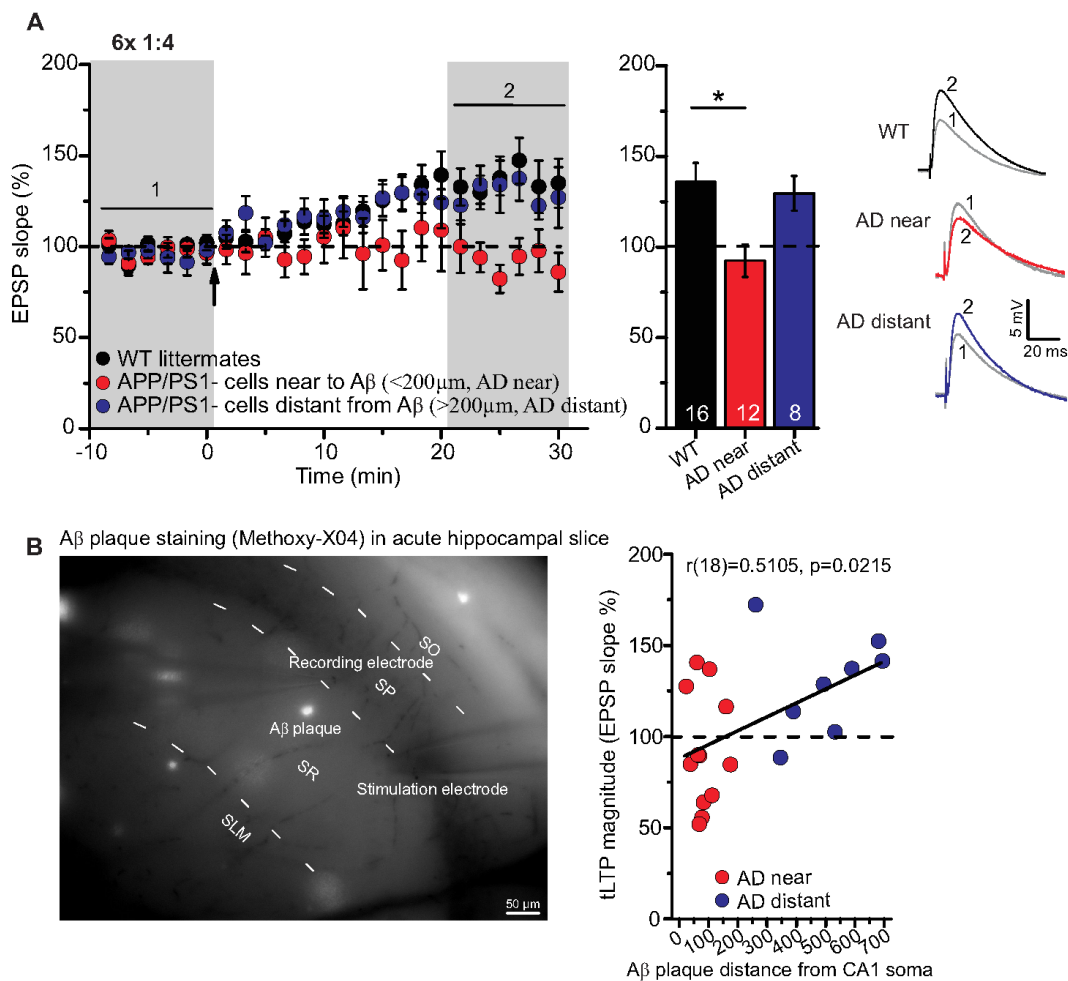 A
6x 1:4
200
150
100
50
0
EPSP slope (%)
1
2
WT littermates
APP/PS1- cells near to Aβ (<200µm, AD near)
APP/PS1- cells distant from Aβ (>200µm, AD distant)
-10 0 10 20 30
Time (min)
200
150
100
50
0
*
16 12 8
WT
AD near
AD distant
WT
2
1
AD near
1
2
AD distant
2
1
5 mV
20 ms
B
Aβ plaque staining (Methoxy-X04) in acute hippocampal slice
SO
Recording electrode
SP
Aβ plaque
SR
Stimulation electrode
SLM
50 µm
r(18)=0.5105, p=0.0215
200
150
100
50
0
tLTP magnitude (EPSP slope %)
AD near
AD distant
0 100 200 300 400 500 600 700
Aβ plaque distance from CA1 soma